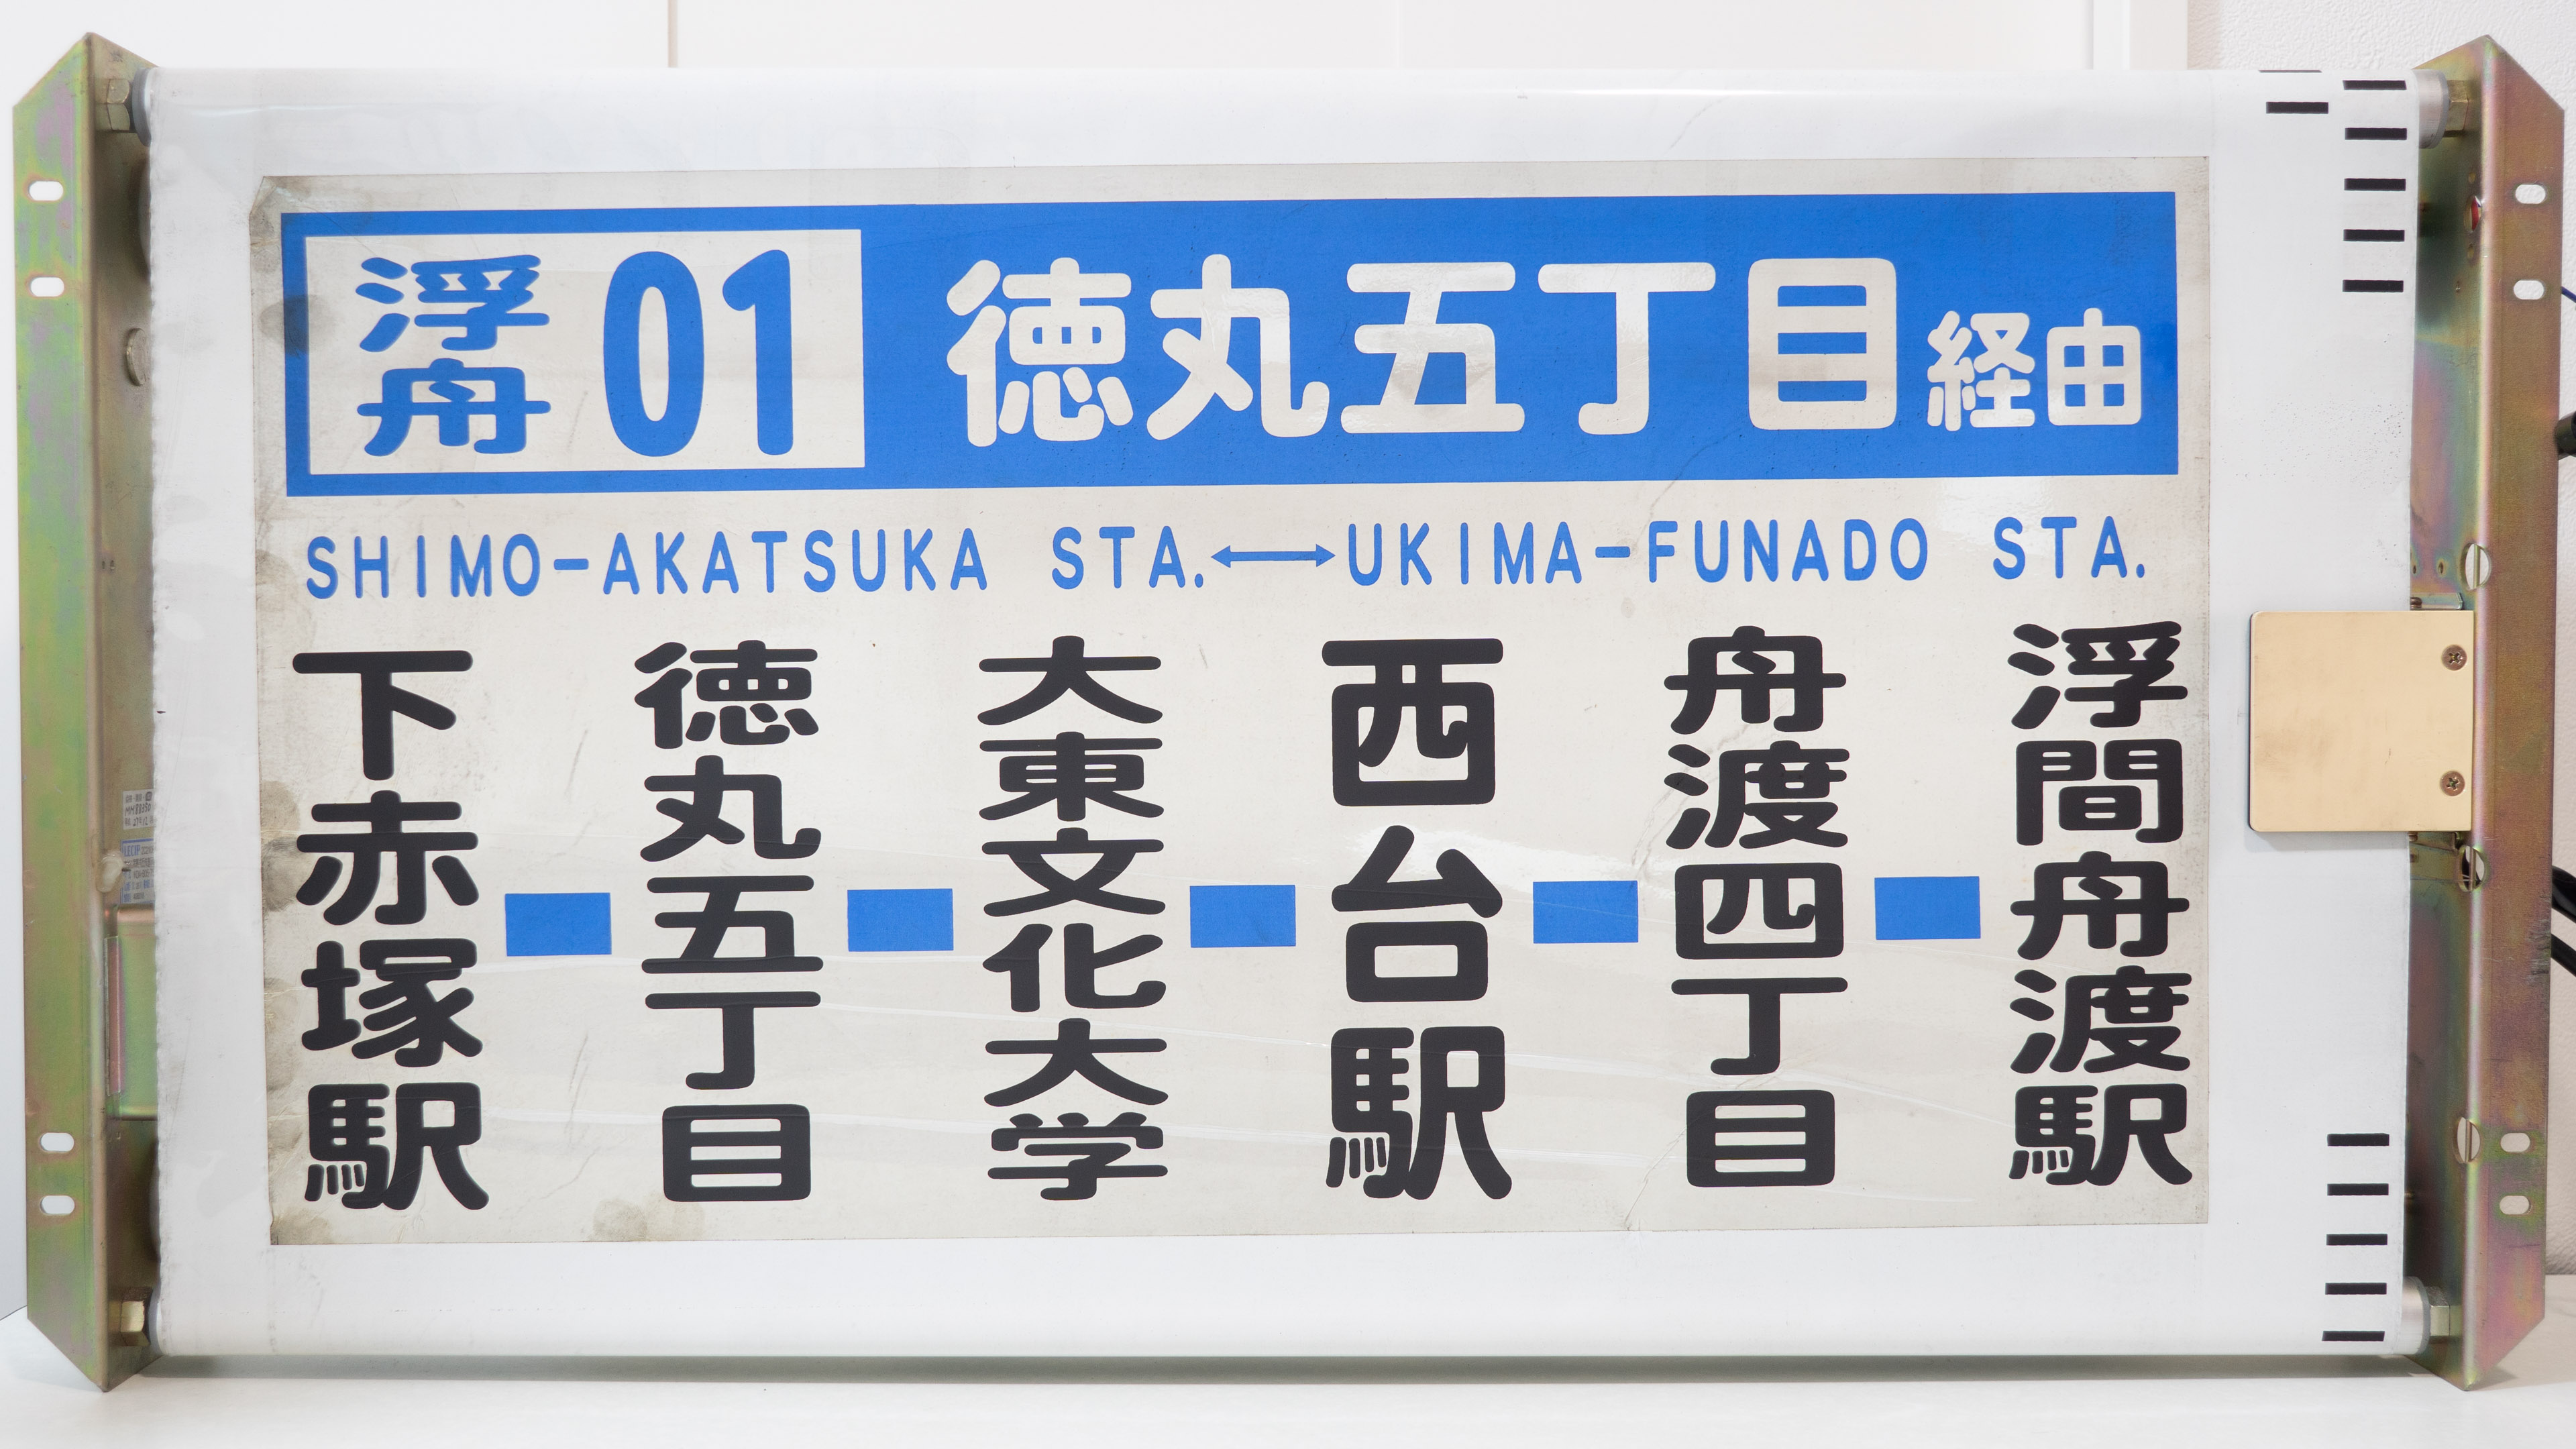 浮舟01 徳丸五丁目経由
SHIMO-AKATSUKA STA.↔UKIMA-FUNADO STA.
下赤塚駅
徳丸五丁目
大東文化大学
西台駅
舟渡四丁目
浮間舟渡駅